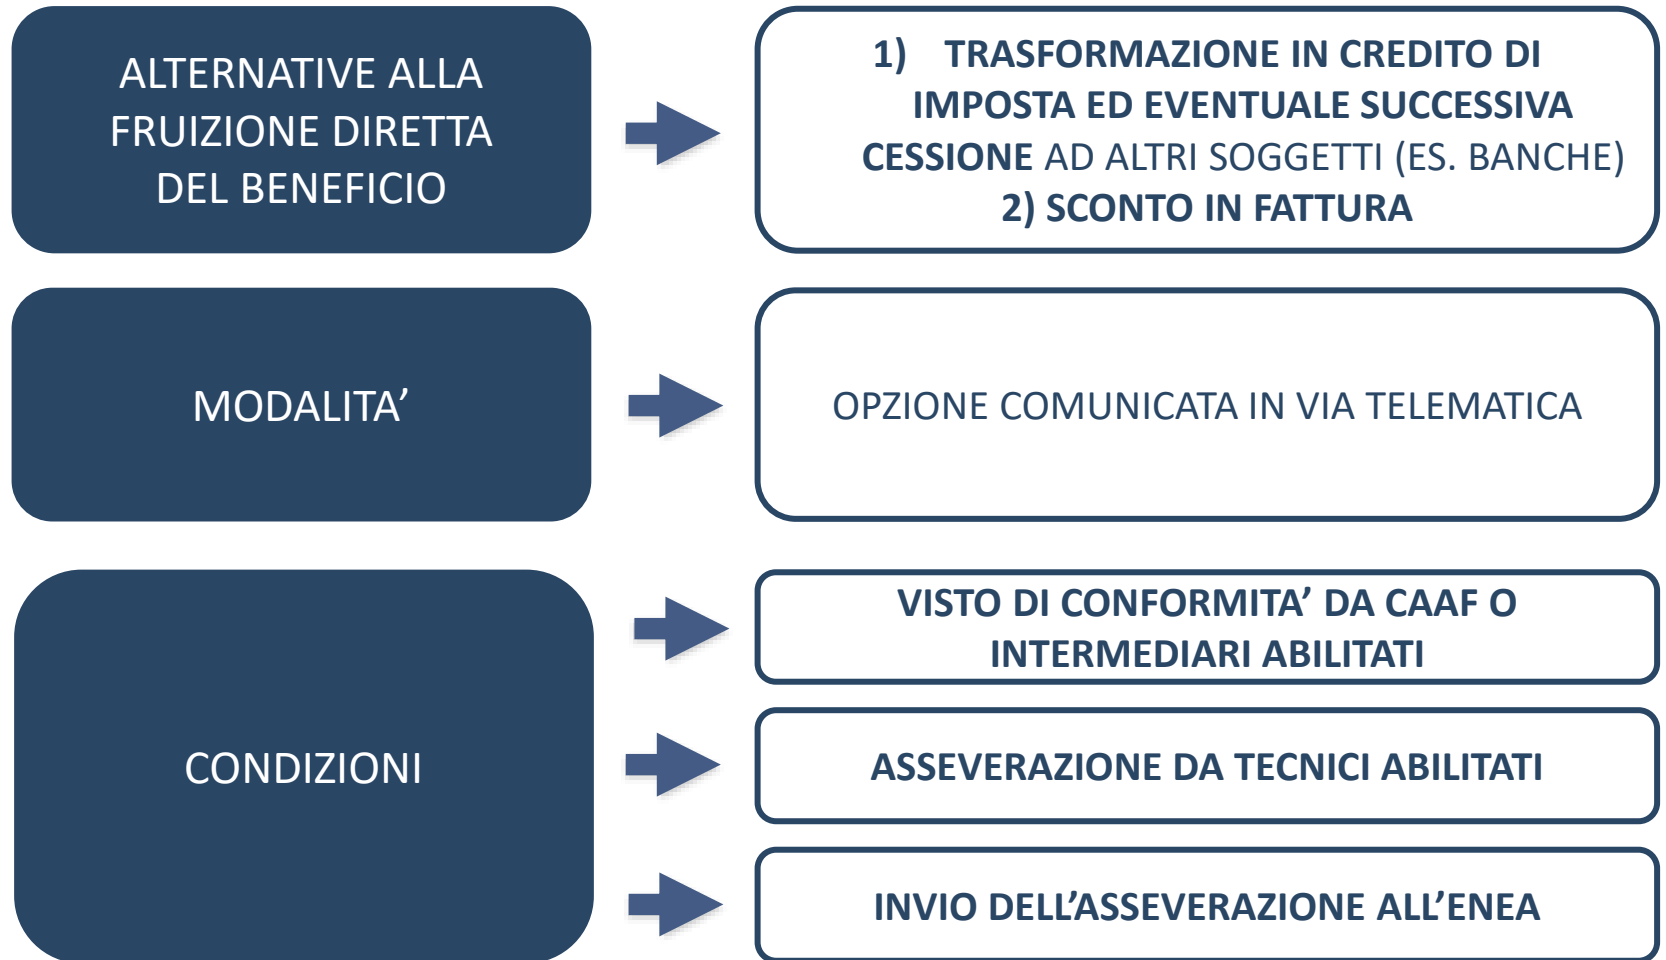 ALTERNATIVE ALLA
FRUIZIONE DIRETTA
DEL BENEFICIO
1) TRASFORMAZIONE IN CREDITO DI
IMPOSTA ED EVENTUALE SUCCESSIVA
CESSIONE AD ALTRI SOGGETTI (ES. BANCHE)
2) SCONTO IN FATTURA
MODALITA’
OPZIONE COMUNICATA IN VIA TELEMATICA
CONDIZIONI
VISTO DI CONFORMITA’ DA CAAF O
INTERMEDIARI ABILITATI
ASSEVERAZIONE DA TECNICI ABILITATI
INVIO DELL’ASSEVERAZIONE ALL’ENEA